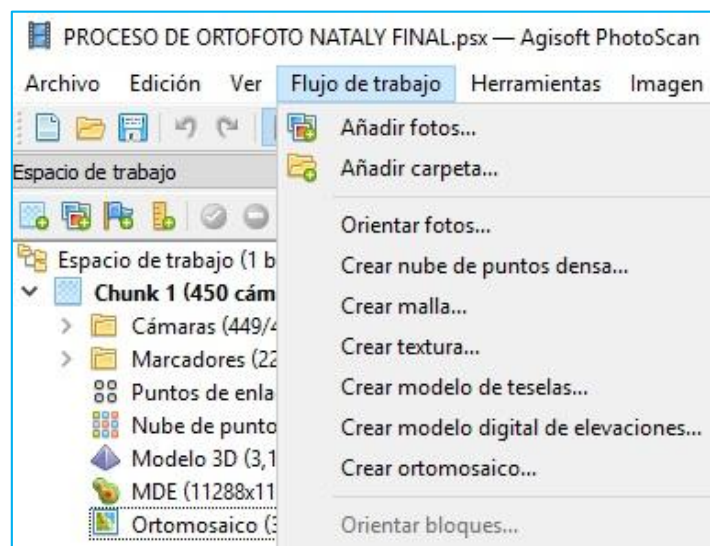 PROCESO DE ORTOFOTO NATALY FINAL.psx — Agisoft PhotoScan
Archivo Edición Ver Flujo de trabajo Herramientas Imagen
Añadir fotos...
Añadir carpeta...
Espacio de trabajo
Orientar fotos...
Espacio de trabajo (1 b
Crear nube de puntos densa...
Chunk 1 (450 cám
Crear malla...
Cámaras (449/4
Crear textura...
Marcadores (22
Crear modelo de teselas...
Puntos de enla
Crear modelo digital de elevaciones...
Nube de punto
Crear ortomosaico...
Modelo 3D (3,1
MDE (11288x11
Ortomosaico (3
Orientar bloques...